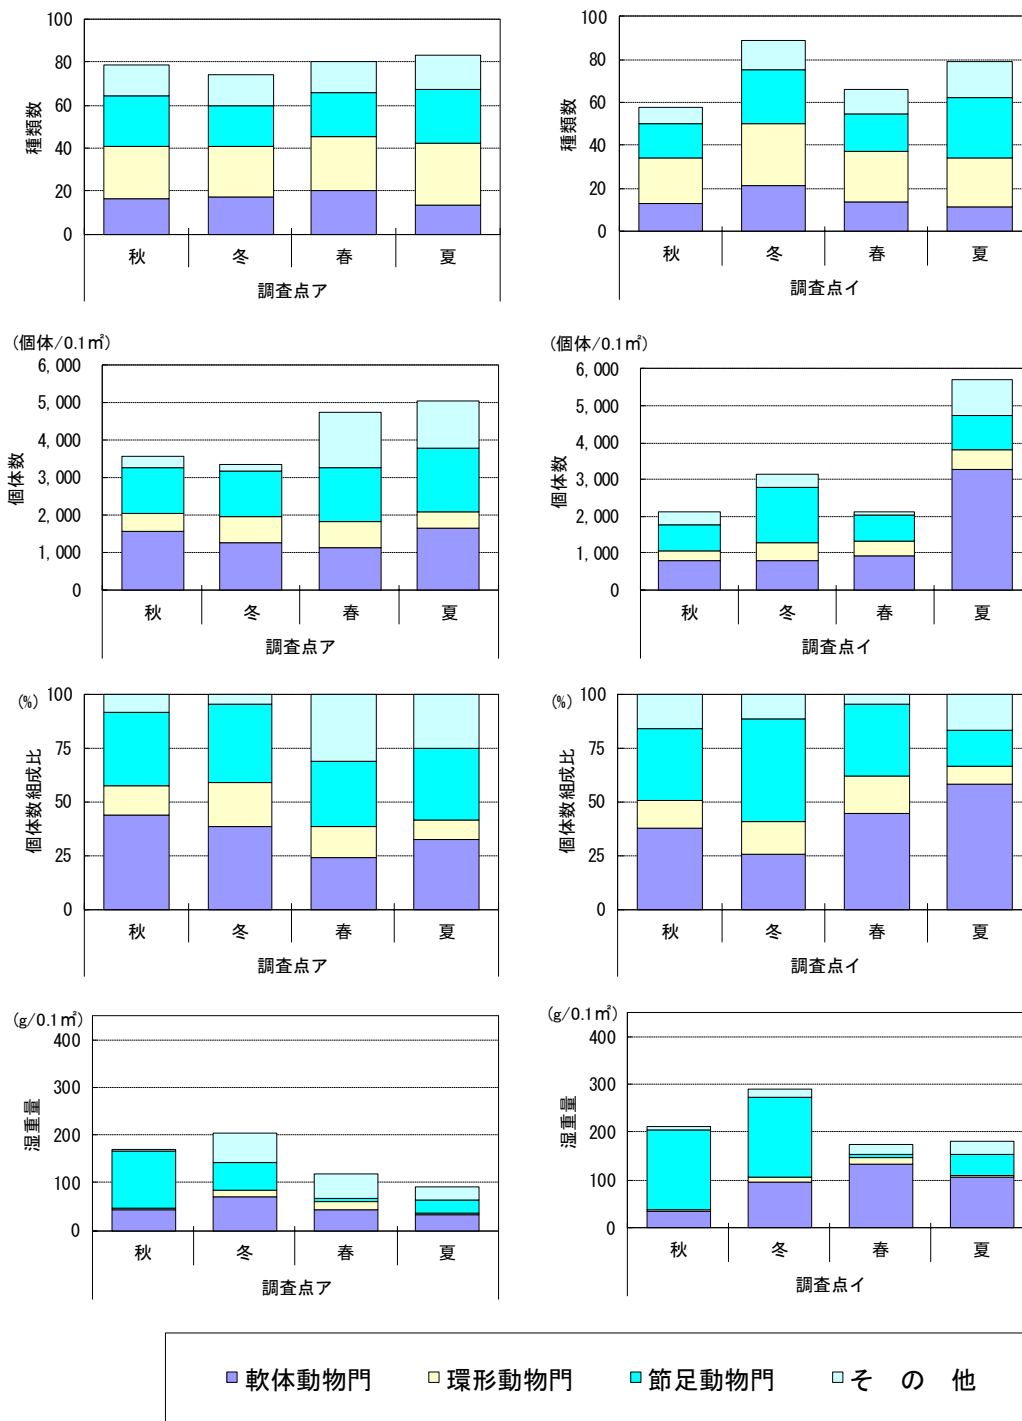 100
80
60
40
20
0
種類数
秋 冬 春 夏
調査点ア
100
80
60
40
20
0
種類数
秋 冬 春 夏
調査点イ
(個体/0.1㎡)
6,000
5,000
4,000
3,000
2,000
1,000
0
個体数
秋 冬 春 夏
調査点ア
(個体/0.1㎡)
6,000
5,000
4,000
3,000
2,000
1,000
0
個体数
秋 冬 春 夏
調査点イ
(%)
100
75
50
25
0
個体数組成比
秋 冬 春 夏
調査点ア
(%)
100
75
50
25
0
個体数組成比
秋 冬 春 夏
調査点イ
(g/0.1㎡)
400
300
200
100
0
湿重量
秋 冬 春 夏
調査点ア
(g/0.1㎡)
400
300
200
100
0
湿重量
秋 冬 春 夏
調査点イ
軟体動物門 環形動物門 節足動物門 そ の 他